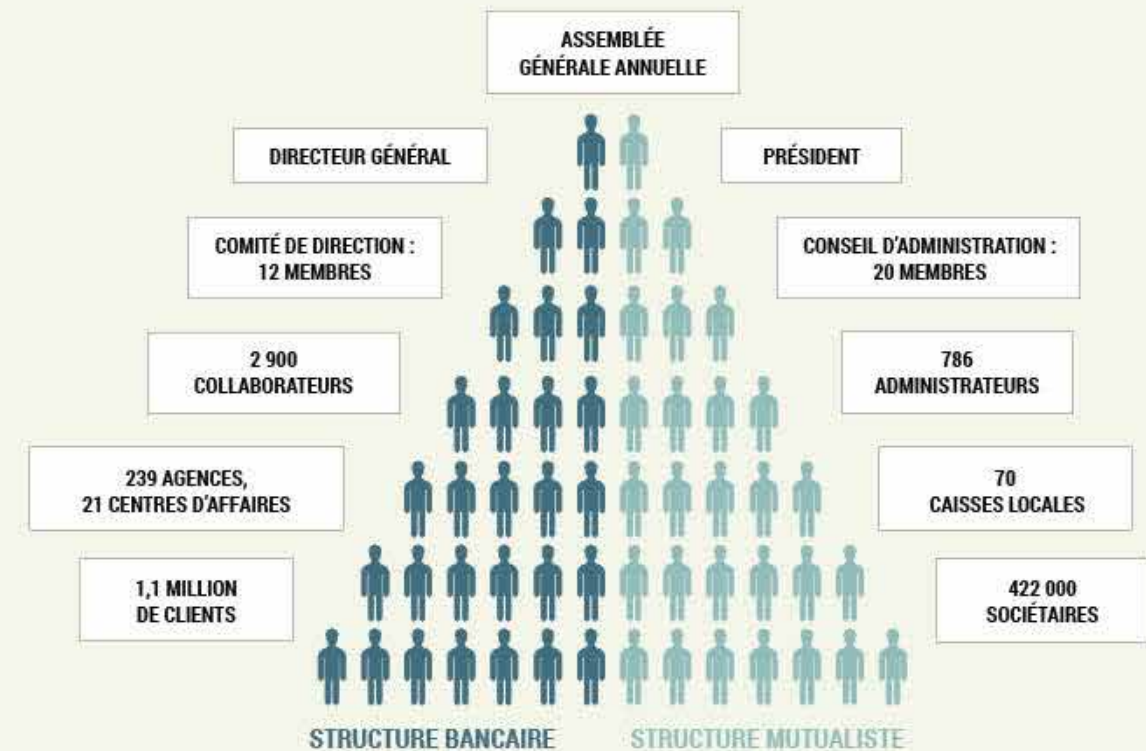 ASSEMBLÉE
GÉNÉRALE ANNUELLE
DIRECTEUR GÉNÉRAL
PRÉSIDENT
COMITÉ DE DIRECTION :
12 MEMBRES
CONSEIL D'ADMINISTRATION :
20 MEMBRES
2 900
COLLABORATEURS
786
ADMINISTRATEURS
239 AGENCES,
21 CENTRES D'AFFAIRES
70
CAISSES LOCALES
1,1 MILLION
DE CLIENTS
422 000
SOCIÉTAIRES
STRUCTURE BANCAIRE
STRUCTURE MUTUALISTE